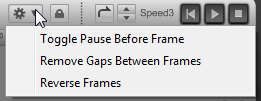 Speed3
Toggle Pause Before Frame
Remove Gaps Between Frames
Reverse Frames